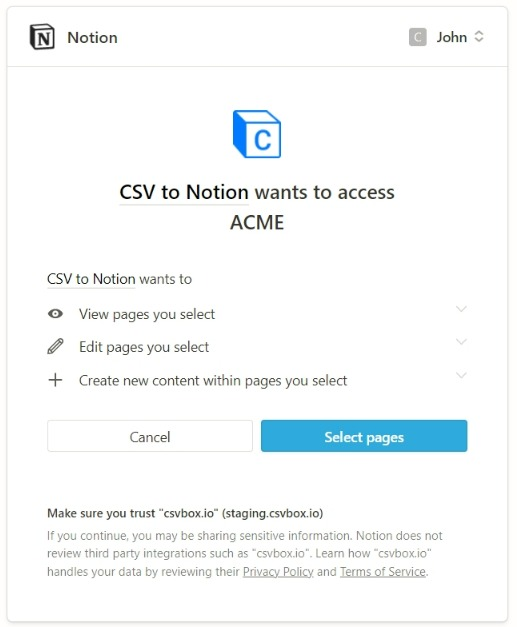 Notion
C John
C
CSV to Notion wants to access
ACME
CSV to Notion wants to
View pages you select
Edit pages you select
Create new content within pages you select
Cancel
Select pages
Make sure you trust "csvbox.io" (staging.csvbox.io)
If you continue, you may be sharing sensitive information. Notion does not
review third party integrations such as "csvbox.io". Learn how "csvbox.io"
handles your data by reviewing their Privacy Policy and Terms of Service.